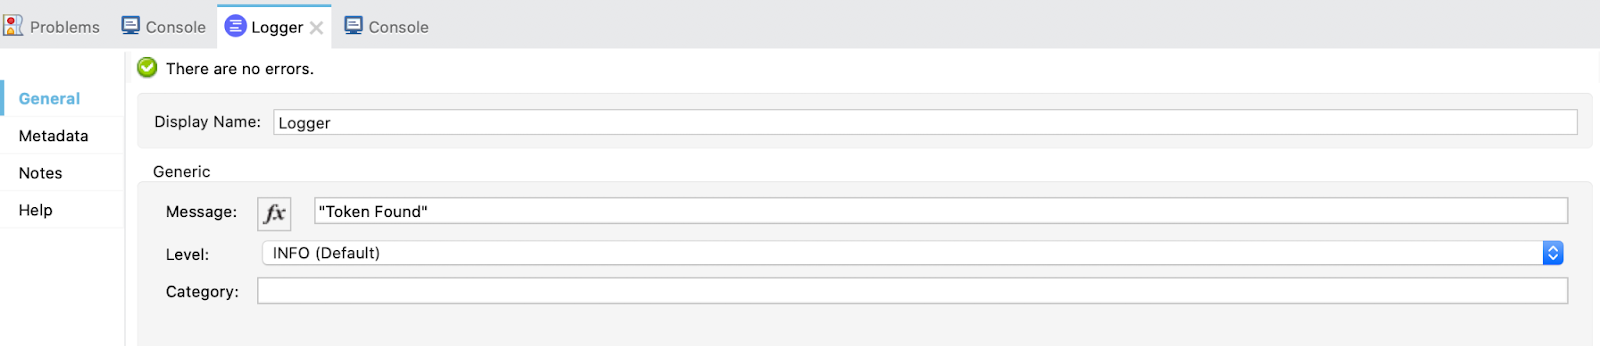 Problems Console Logger Console
There are no errors.
General
Metadata
Notes
Help
Display Name: Logger
Generic
Message: fx "Token Found"
Level: INFO (Default)
Category: